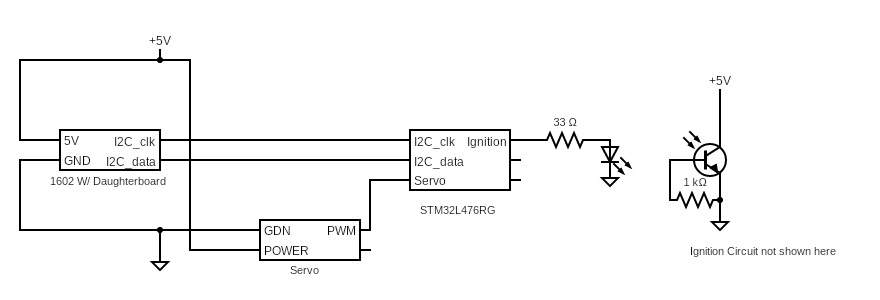 +5V
+5V
33 Ω
5V
I2C_clk
I2C_clk
Ignition
GND
I2C_data
I2C_data
1602 W/ Daughterboard
Servo
1 kΩ
STM32L476RG
GDN
PWM
POWER
Servo
Ignition Circuit not shown here